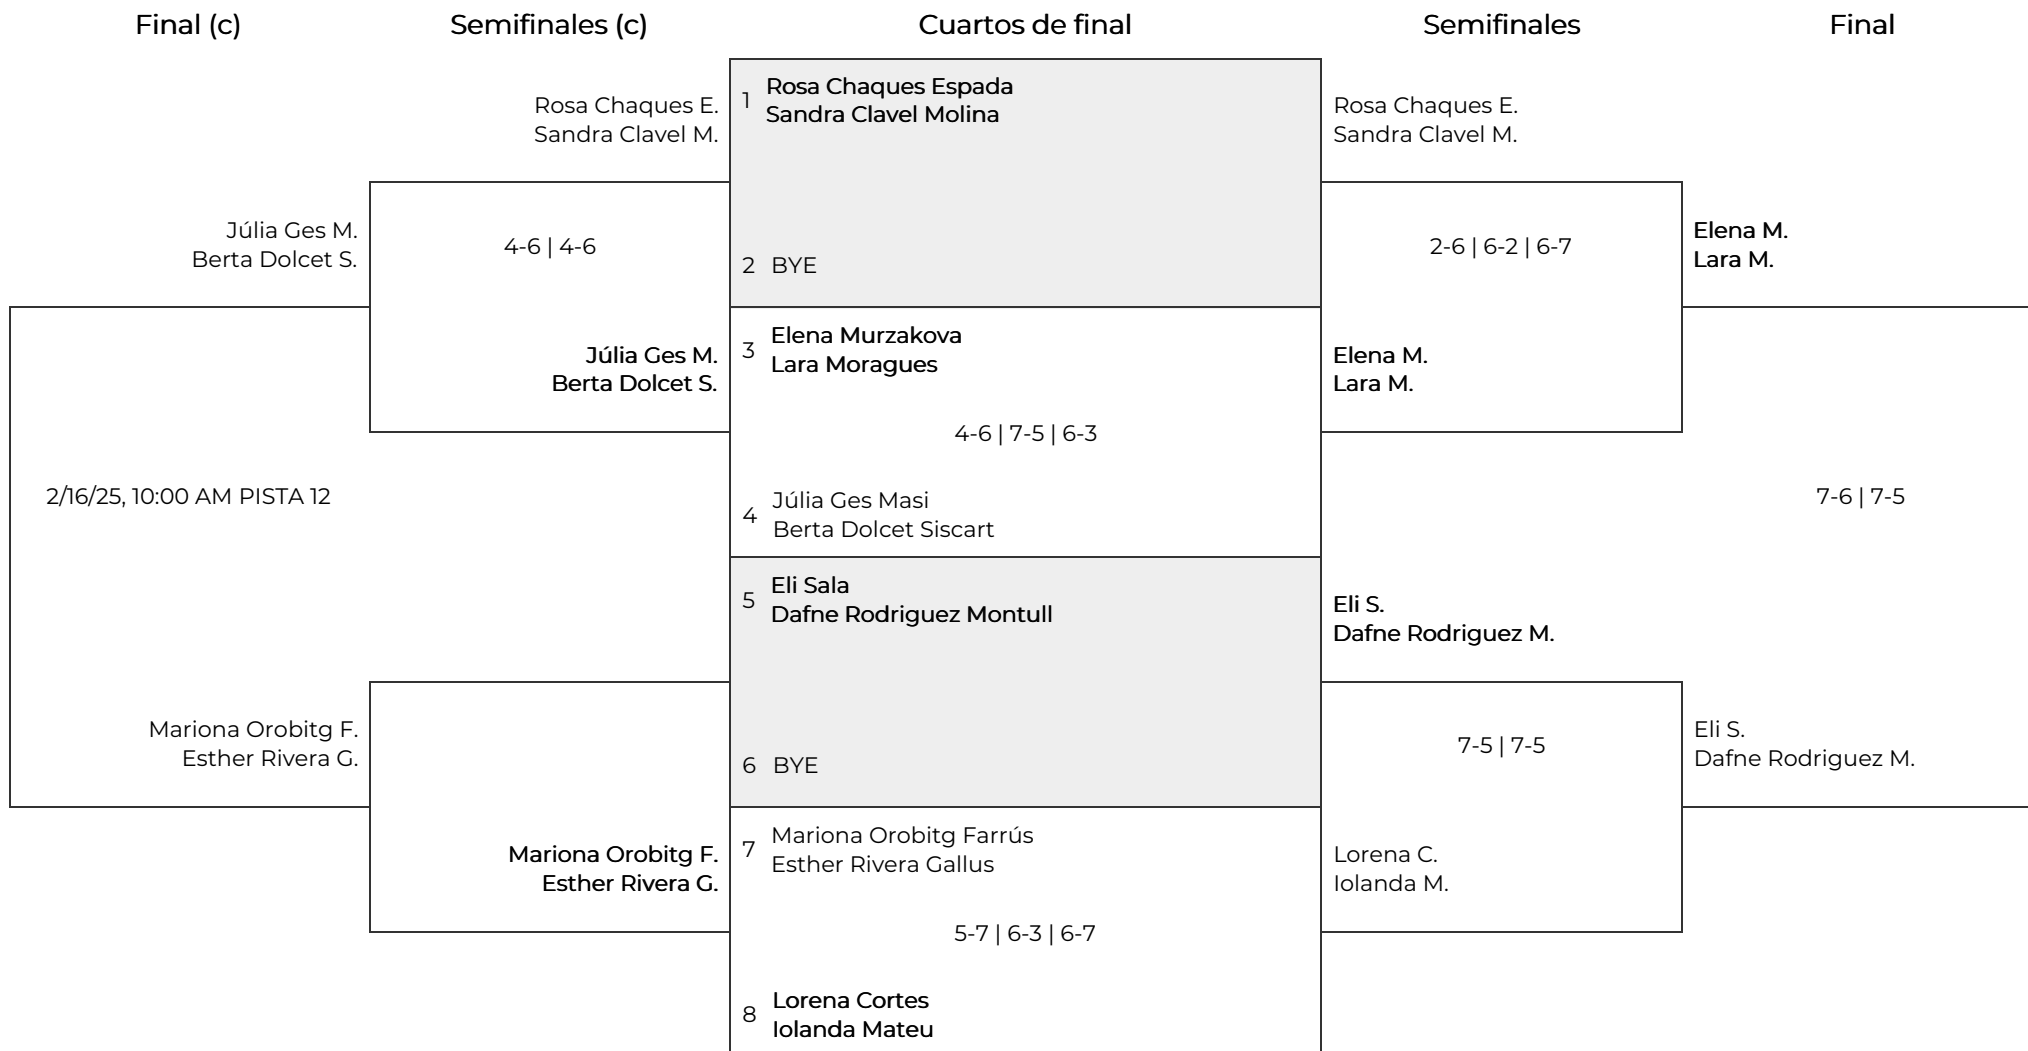 Final (c)
Semifinales (c)
Cuartos de final
Semifinales
Final
Júlia Ges M.
Berta Dolcet S.
2/16/25, 10:00 AM PISTA 12
Mariona Orobitg F.
Esther Rivera G.
Rosa Chaques E.
Sandra Clavel M.
4-6 | 4-6
Júlia Ges M.
Berta Dolcet S.
Mariona Orobitg F.
Esther Rivera G.
1 Rosa Chaques Espada
Sandra Clavel Molina
2 BYE
3 Elena Murzakova
Lara Moragues
4-6 | 7-5 | 6-3
4 Júlia Ges Masi
Berta Dolcet Siscart
5 Eli Sala
Dafne Rodriguez Montull
6 BYE
7 Mariona Orobitg Farrús
Esther Rivera Gallus
5-7 | 6-3 | 6-7
8 Lorena Cortes
Iolanda Mateu
Rosa Chaques E.
Sandra Clavel M.
2-6 | 6-2 | 6-7
Elena M.
Lara M.
Eli S.
Dafne Rodriguez M.
7-5 | 7-5
Lorena C.
Iolanda M.
Elena M.
Lara M.
7-6 | 7-5
Eli S.
Dafne Rodriguez M.